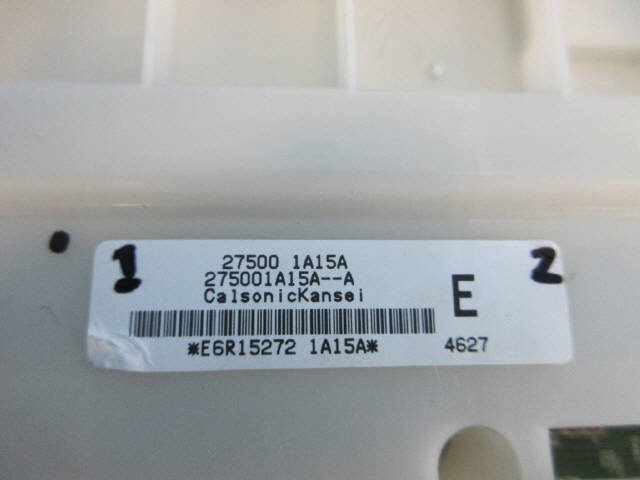 1
2
27500 1A15A
275001A15A--A
CalsonicKansei
E
*E6R15272 1A15A*
4627